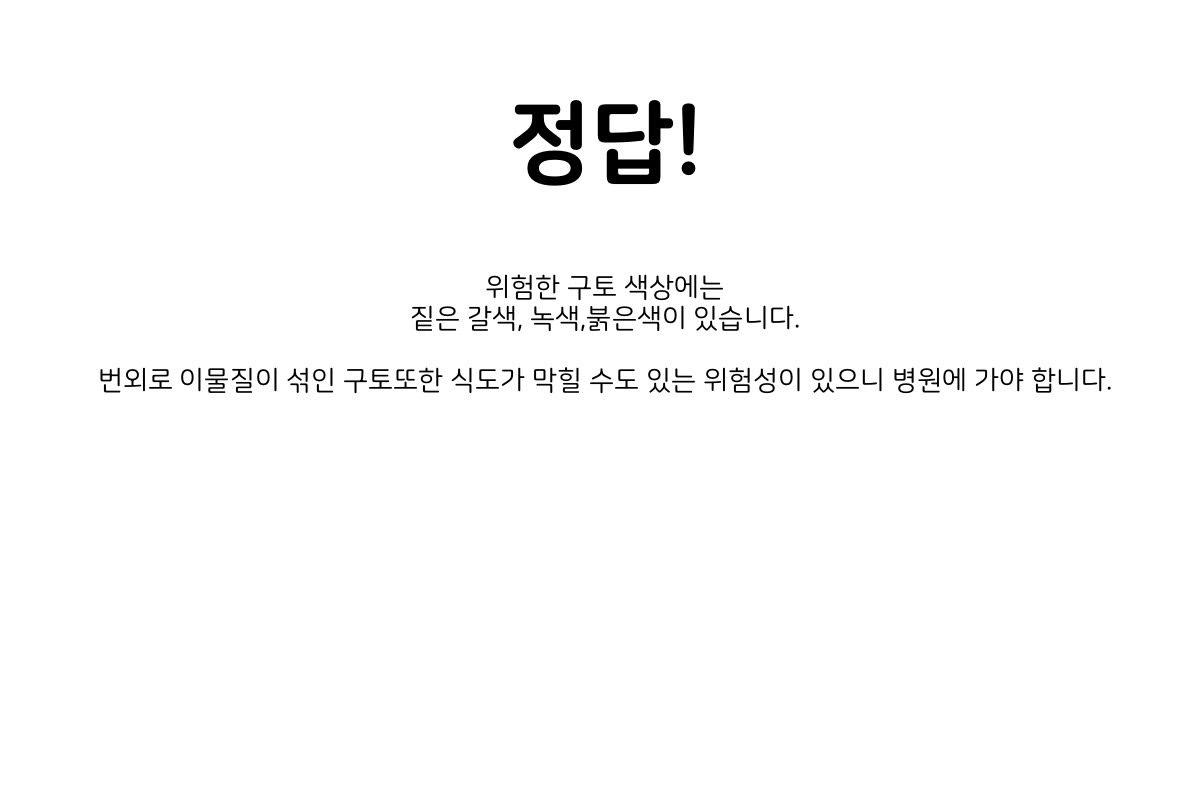 정답!
위험한 구토 색상에는
짙은 갈색, 녹색,붉은색이 있습니다.
번외로 이물질이 섞인 구토또한 식도가 막힐 수도 있는 위험성이 있으니 병원에 가야 합니다.